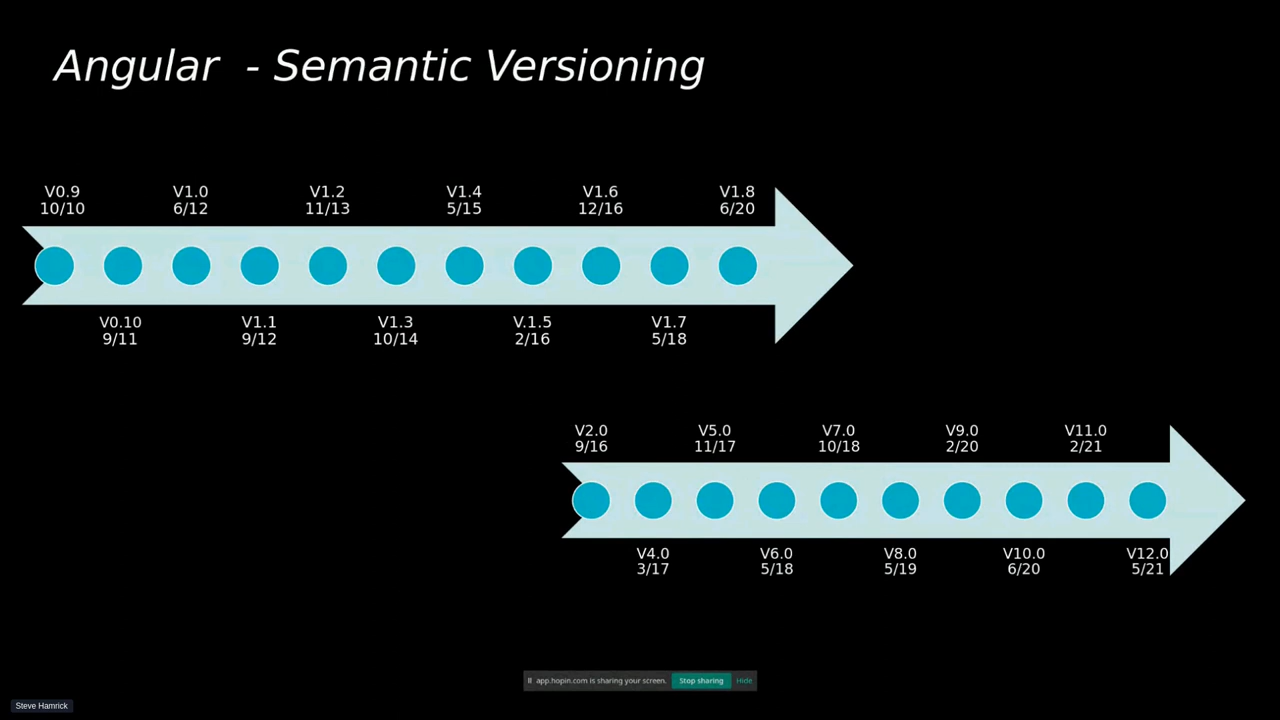 Angular - Semantic Versioning
V0.9
10/10
V1.0
6/12
V1.2
11/13
V1.4
5/15
V1.6
12/16
V1.8
6/20
V0.10
9/11
V1.1
9/12
V1.3
10/14
V.1.5
2/16
V1.7
5/18
V2.0
9/16
V5.0
11/17
V7.0
10/18
V9.0
2/20
V11.0
2/21
V4.0
3/17
V6.0
5/18
V8.0
5/19
V10.0
6/20
V12.0
5/21
app.hopin.com is sharing your screen. Stop sharing Hide
Steve Hamrick